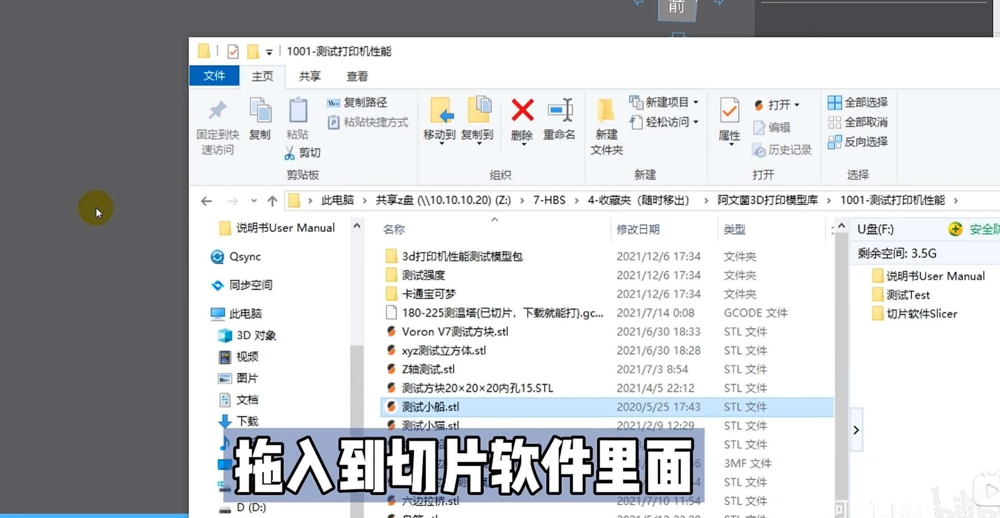 前
1001-测试打印机性能
文件 主页 共享 查看
固定到快速访问
复制
粘贴
复制路径
粘贴快捷方式
剪切
剪贴板
移动到
复制到
删除
重命名
组织
新建文件夹
新建项目
轻松访问
新建
属性
打开
编辑
历史记录
打开
全部选择
全部取消
反向选择
选择
此电脑 › 共享z盘 (\\10.10.10.20) (Z:) › 7-HBS › 4-收藏夹（随时移出） › 阿文菌3D打印模型库 › 1001-测试打印机性能 ›
说明书User Manual
Qsync
同步空间
此电脑
3D 对象
视频
图片
文档
下载
D (D:)
名称 修改日期 类型
3d打印机性能测试模型包 2021/12/6 17:34 文件夹
测试强度 2021/12/6 17:34 文件夹
卡通宝可梦 2021/12/6 17:34 文件夹
180-225测温塔{已切片，下载就能打}.gc... 2021/7/14 0:08 GCODE 文件
Voron V7测试方块.stl 2021/6/30 18:33 STL 文件
xyz测试立方体.stl 2021/6/30 18:28 STL 文件
Z轴测试.stl 2021/7/3 8:54 STL 文件
测试方块20×20×20内孔15.STL 2021/4/5 22:12 STL 文件
测试小船.stl 2020/5/25 17:43 STL 文件
测试小猫.stl 2021/2/9 12:29 STL 文件
STL 文件
3MF 文件
STL 文件
六边拉桥.stl 2021/7/10 11:54 STL 文件
U盘(F:) 安全防
剩余空间: 3.5G
说明书User Manual
测试Test
切片软件Slicer
拖入到切片软件里面